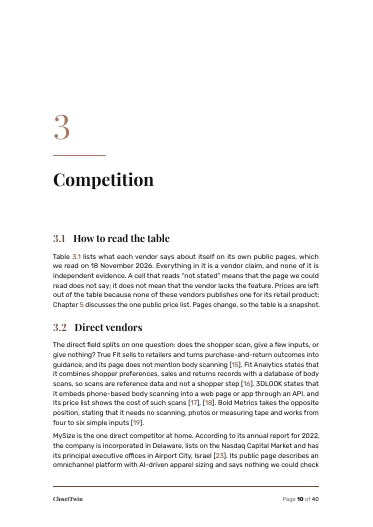 3
Competition
3.1 How to read the table
Table 3.1 lists what each vendor says about itself on its own public pages, which
we read on 18 November 2026. Everything in it is a vendor claim, and none of it is
independent evidence. A cell that reads "not stated" means that the page we could
read does not say; it does not mean that the vendor lacks the feature. Prices are left
out of the table because none of these vendors publishes one for its retail product;
Chapter 5 discusses the one public price list. Pages change, so the table is a snapshot.
3.2 Direct vendors
The direct field splits on one question: does the shopper scan, give a few inputs, or
give nothing? True Fit sells to retailers and turns purchase-and-return outcomes into
guidance, and its page does not mention body scanning [15]. Fit Analytics states that
it combines shopper preferences, sales and returns records with a database of body
scans, so scans are reference data and not a shopper step [16]. 3DLOOK states that
it embeds phone-based body scanning into a web page or app through an API, and
its price list shows the cost of such scans [17], [18]. Bold Metrics takes the opposite
position, stating that it needs no scanning, photos or measuring tape and works from
four to six simple inputs [19].
MySize is the one direct competitor at home. According to its annual report for 2022,
the company is incorporated in Delaware, lists on the Nasdaq Capital Market and has
its principal executive offices in Airport City, Israel [23]. Its public page describes an
omnichannel platform with AI-driven apparel sizing and says nothing we could check
ClosetTwin
Page 10 of 40